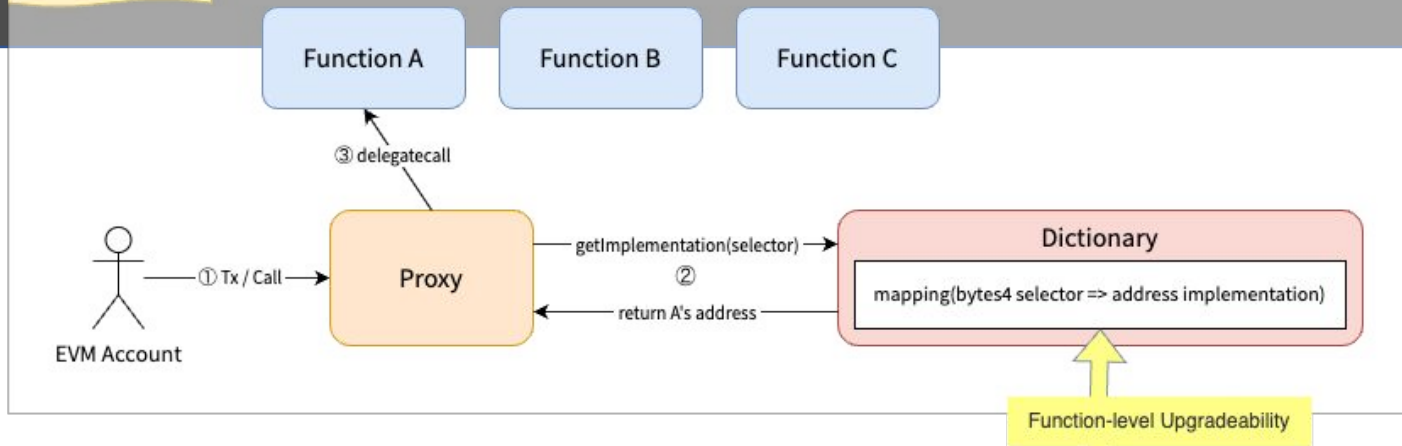 Function A
Function B
Function C
③ delegatecall
① Tx / Call
EVM Account
Proxy
getImplementation(selector)
②
return A's address
Dictionary
mapping(bytes4 selector => address implementation)
Function-level Upgradeability